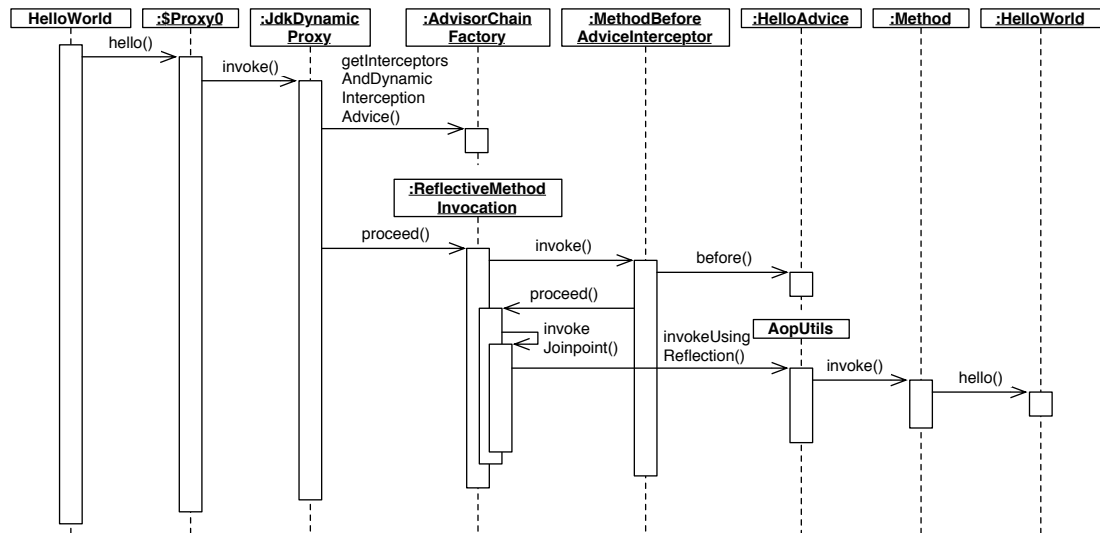 HelloWorld
:$Proxy0
:JdkDynamic
Proxy
:AdvisorChain
Factory
:MethodBefore
AdviceInterceptor
:HelloAdvice
:Method
:HelloWorld
hello()
invoke()
getInterceptors
AndDynamic
Interception
Advice()
:ReflectiveMethod
Invocation
proceed()
invoke()
before()
proceed()
invoke
Joinpoint()
AopUtils
invokeUsing
Reflection()
invoke()
hello()